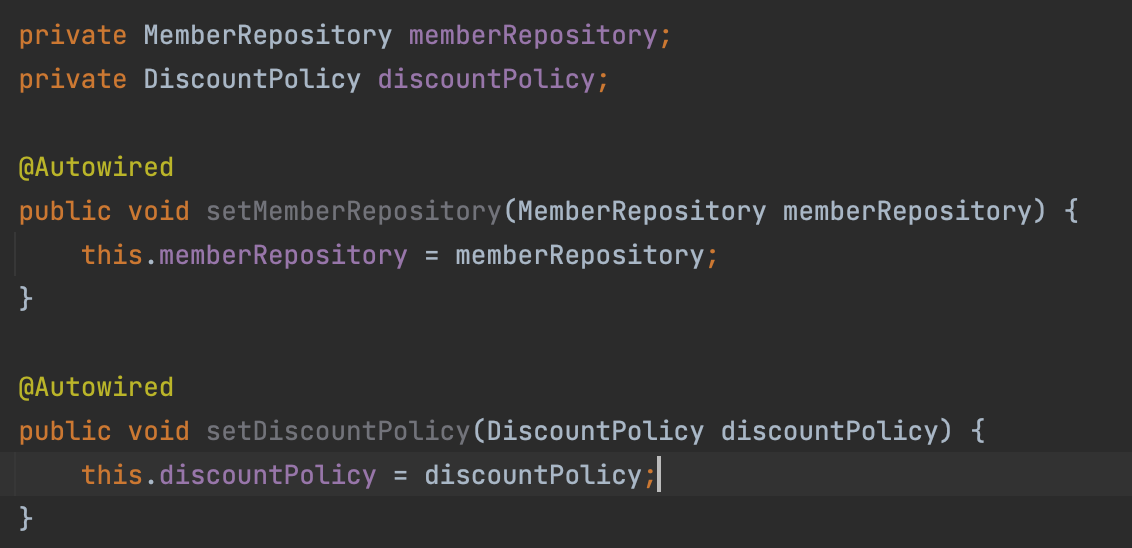 private MemberRepository memberRepository;
private DiscountPolicy discountPolicy;
@Autowired
public void setMemberRepository(MemberRepository memberRepository) {
    this.memberRepository = memberRepository;
}
@Autowired
public void setDiscountPolicy(DiscountPolicy discountPolicy) {
    this.discountPolicy = discountPolicy;
}